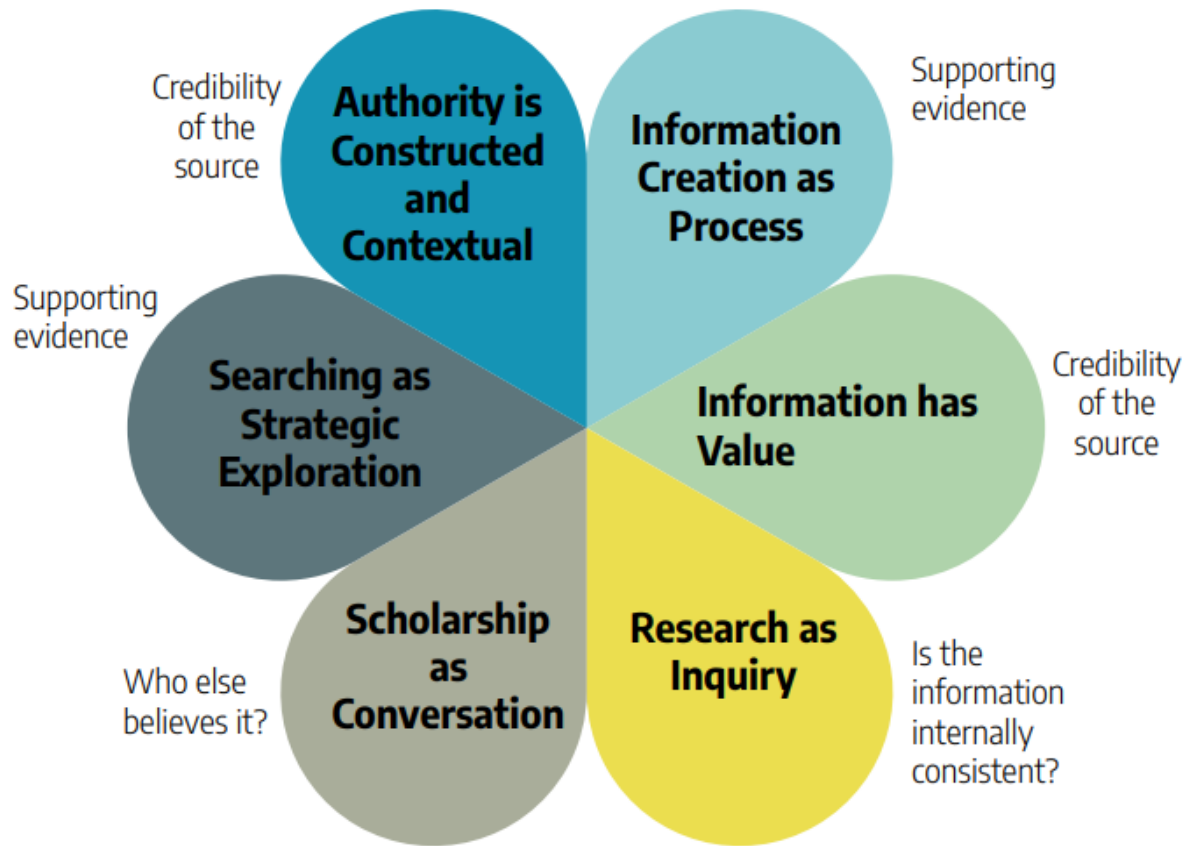 Credibility
of the
source
Authority is
Constructed
and
Contextual
Information
Creation as
Process
Supporting
evidence
Supporting
evidence
Searching as
Strategic
Exploration
Information has
Value
Credibility
of the
source
Who else
believes it?
Scholarship
as
Conversation
Research as
Inquiry
Is the
information
internally
consistent?